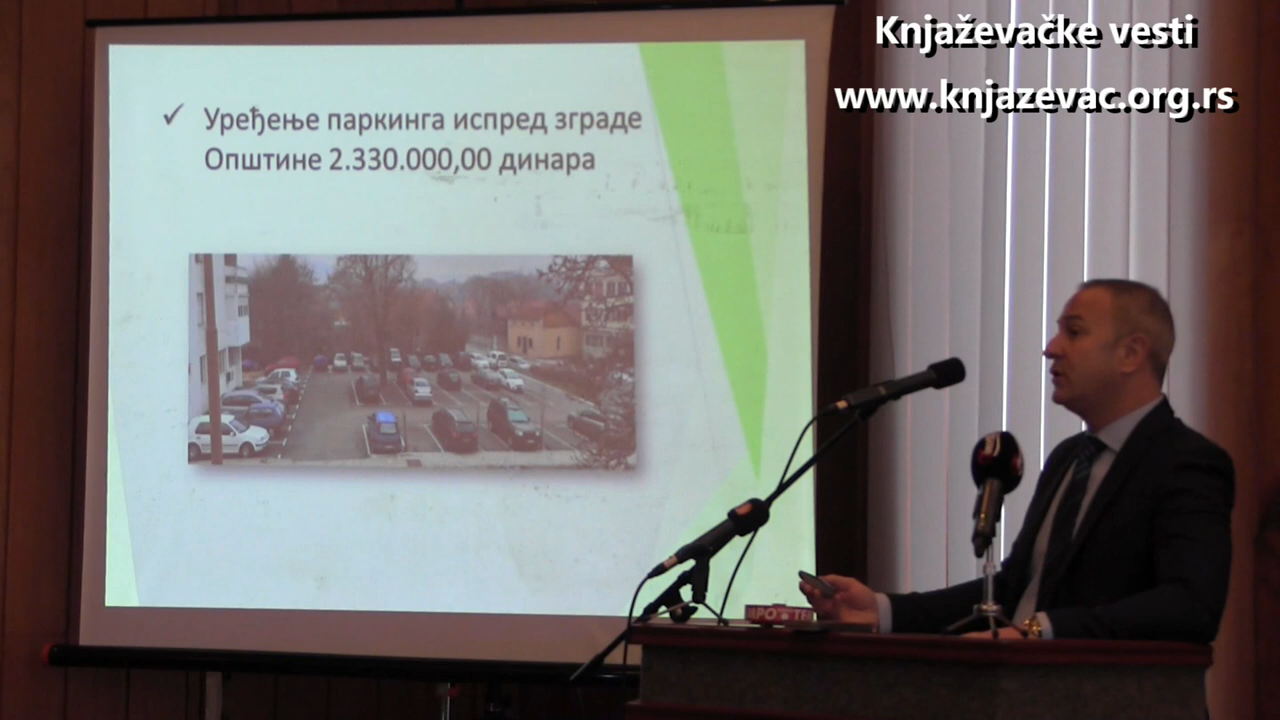 Knjaževačke vesti
www.knjazevac.org.rs
Уређење паркинга испред зграде
Општине 2.330.000,00 динара